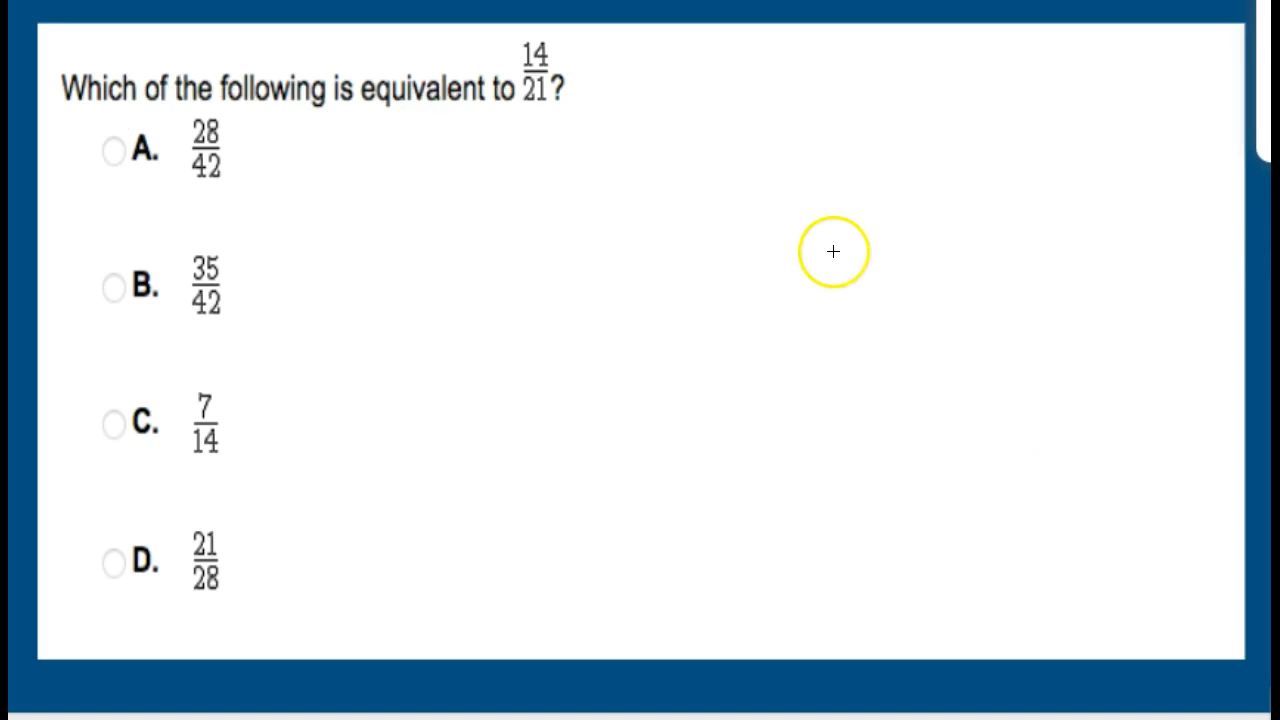 Which of the following is equivalent to 14/21?
A. 28/42
B. 35/42
C. 7/14
D. 21/28